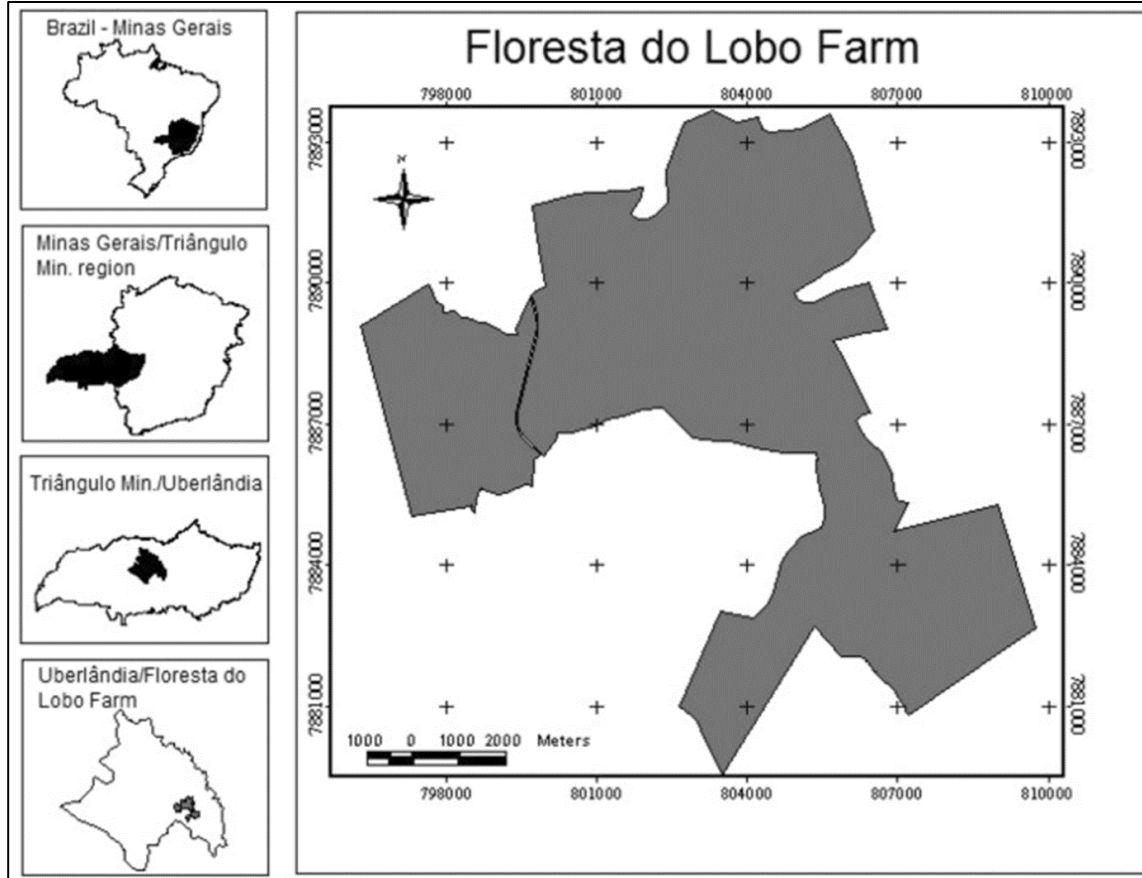 Brazil - Minas Gerais
Minas Gerais/Triângulo
Min. region
Triângulo Min./Uberlândia
Uberlândia/Floresta do
Lobo Farm
Floresta do Lobo Farm
798000 801000 804000 807000 810000
7893000 7893000
N
7890000 7890000
7887000 7887000
7884000 7884000
7881000 7881000
1000 0 1000 2000 Meters
798000 801000 804000 807000 810000